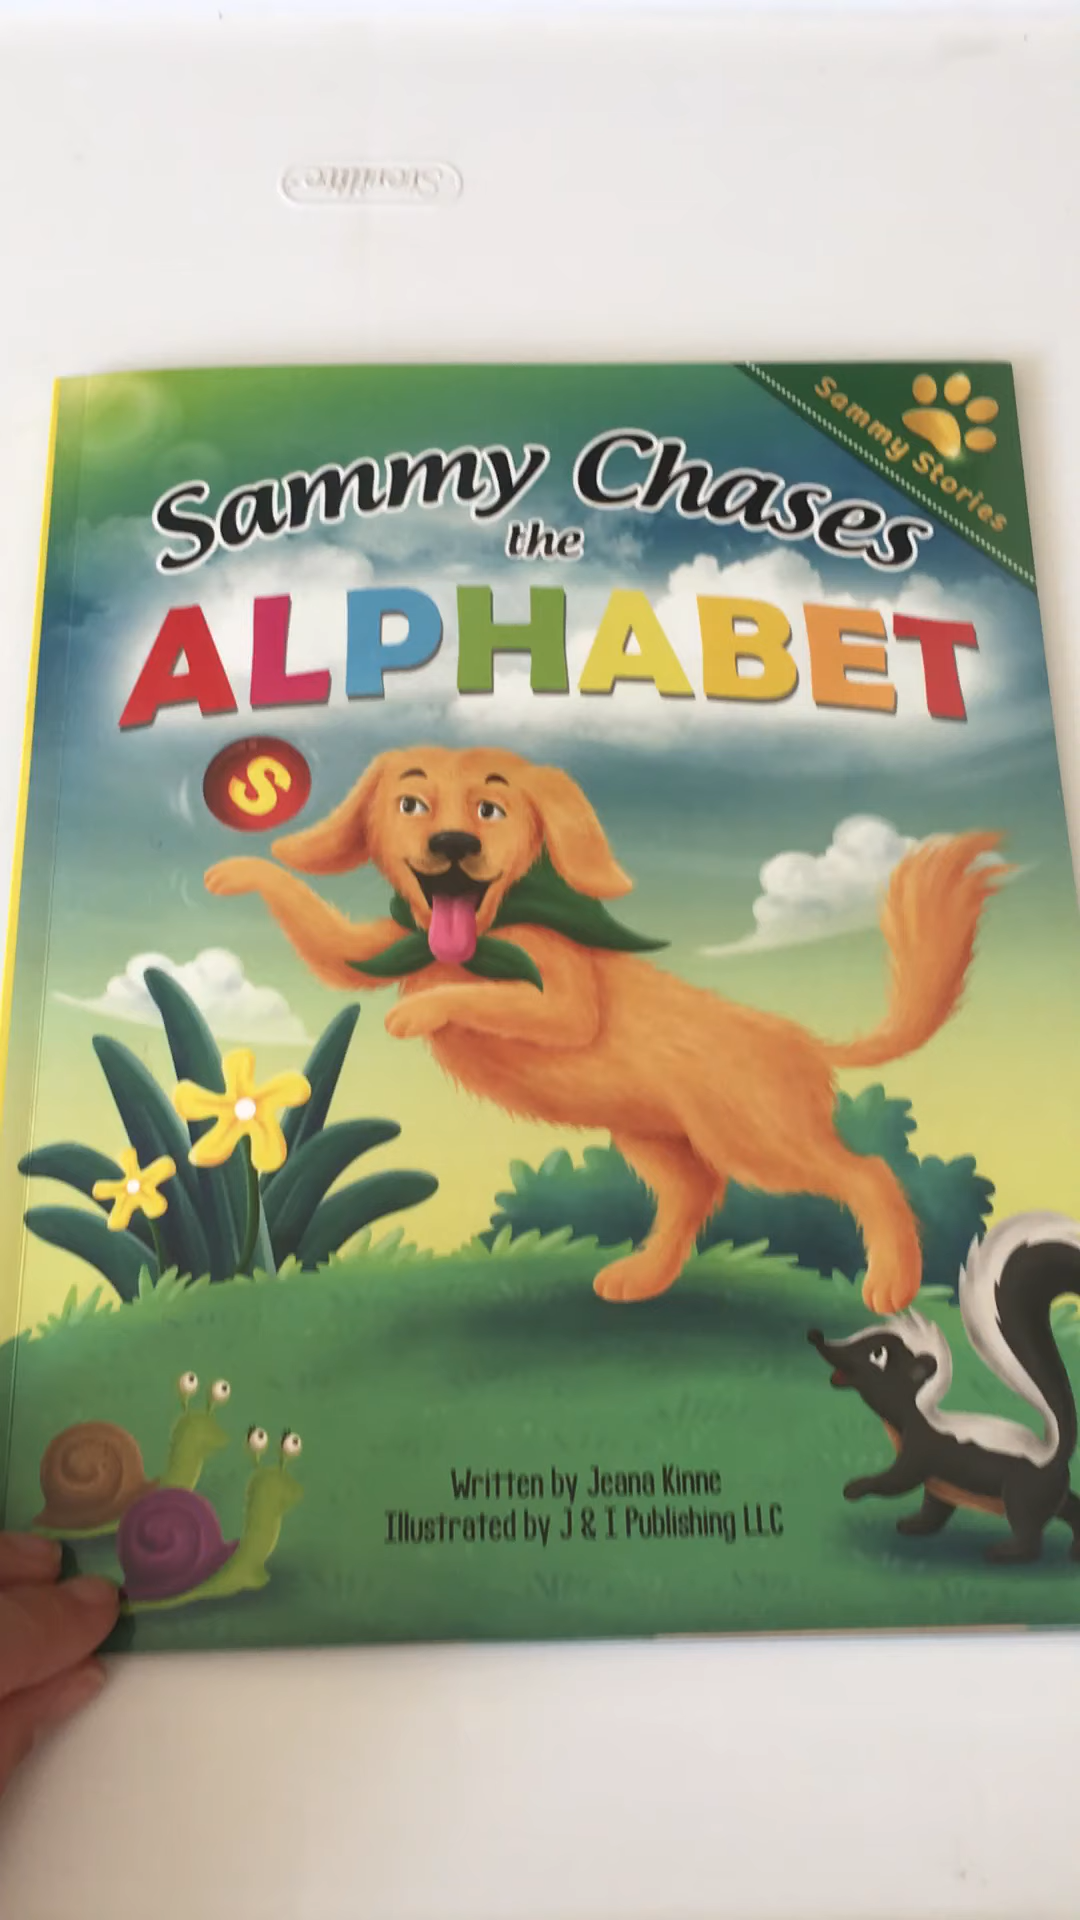 Sammy Stories
Sammy Chases
the
ALPHABET
S
Written by Jeana Kinne
Illustrated by J & I Publishing LLC